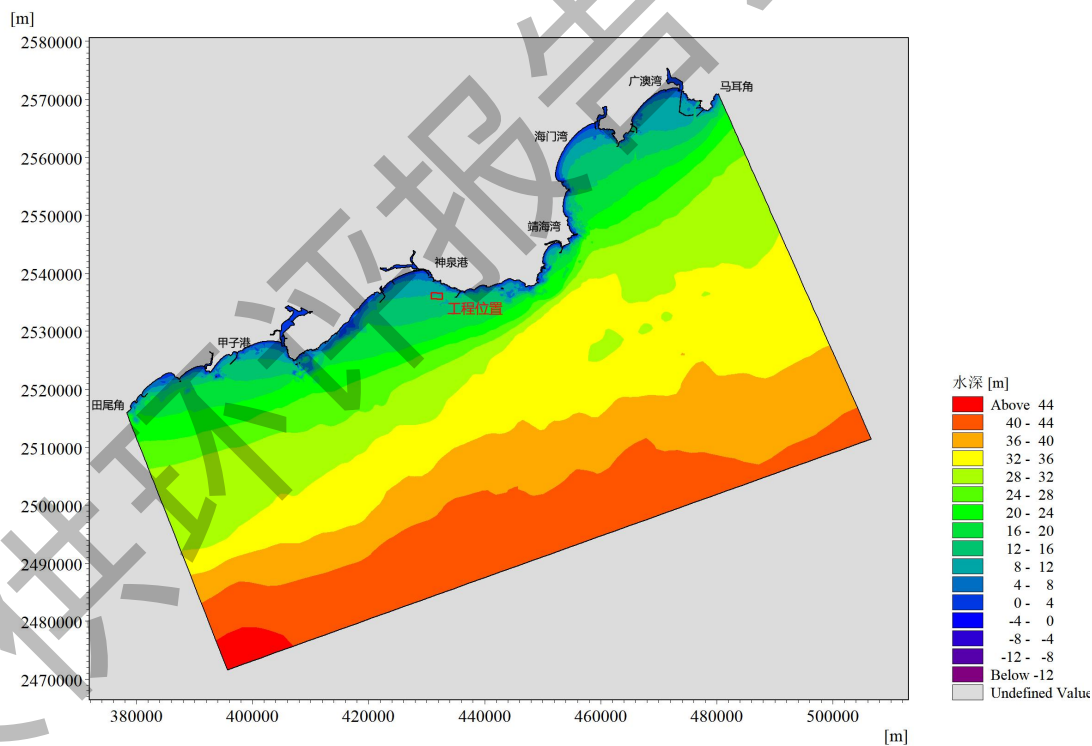 [m]
2580000
2570000
2560000
2550000
2540000
2530000
2520000
2510000
2500000
2490000
2480000
2470000
广澳湾
马耳角
海门湾
靖海湾
神泉港
工程位置
甲子港
田尾角
380000 400000 420000 440000 460000 480000 500000
[m]
水深 [m]
Above 44
40 - 44
36 - 40
32 - 36
28 - 32
24 - 28
20 - 24
16 - 20
12 - 16
8 - 12
4 - 8
0 - 4
-4 - 0
-8 - -4
-12 - -8
Below -12
Undefined Value